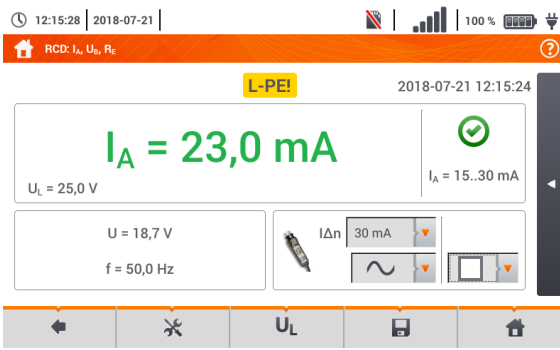 12:15:28 2018-07-21 100 %
RCD: IA, UB, RE ?
L-PE! 2018-07-21 12:15:24
IA = 23,0 mA
IA = 15..30 mA
UL = 25,0 V
U = 18,7 V
f = 50,0 Hz
IΔn 30 mA
UL